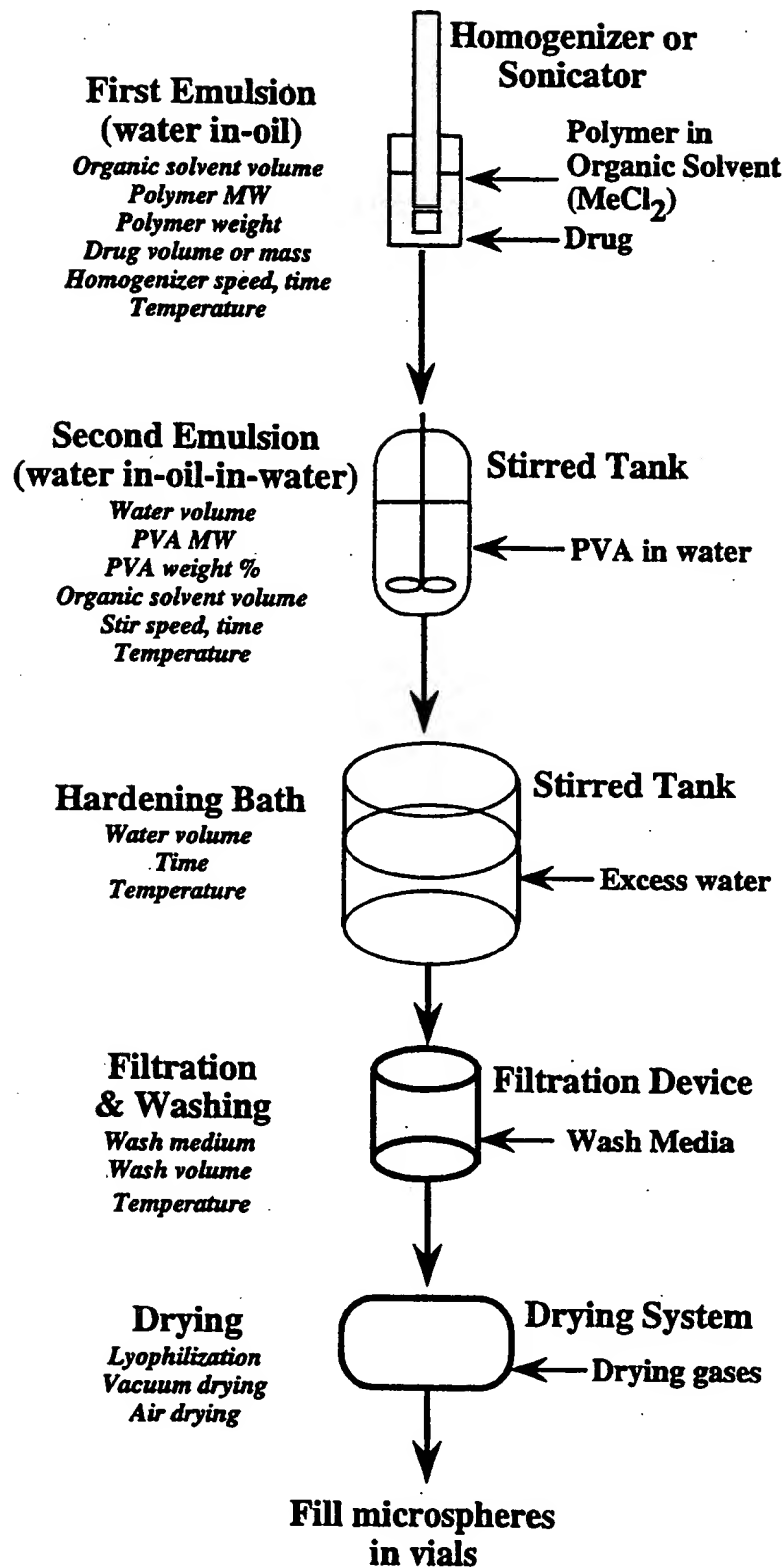 Homogenizer or
Sonicator
First Emulsion
(water in-oil)
Organic solvent volume
Polymer MW
Polymer weight
Drug volume or mass
Homogenizer speed, time
Temperature
Polymer in
Organic Solvent
(MeCl2)
Drug
Second Emulsion
(water in-oil-in-water)
Water volume
PVA MW
PVA weight %
Organic solvent volume
Stir speed, time
Temperature
Stirred Tank
PVA in water
Hardening Bath
Water volume
Time
Temperature
Stirred Tank
Excess water
Filtration
& Washing
Wash medium
Wash volume
Temperature
Filtration Device
Wash Media
Drying
Lyophilization
Vacuum drying
Air drying
Drying System
Drying gases
Fill microspheres
in vials